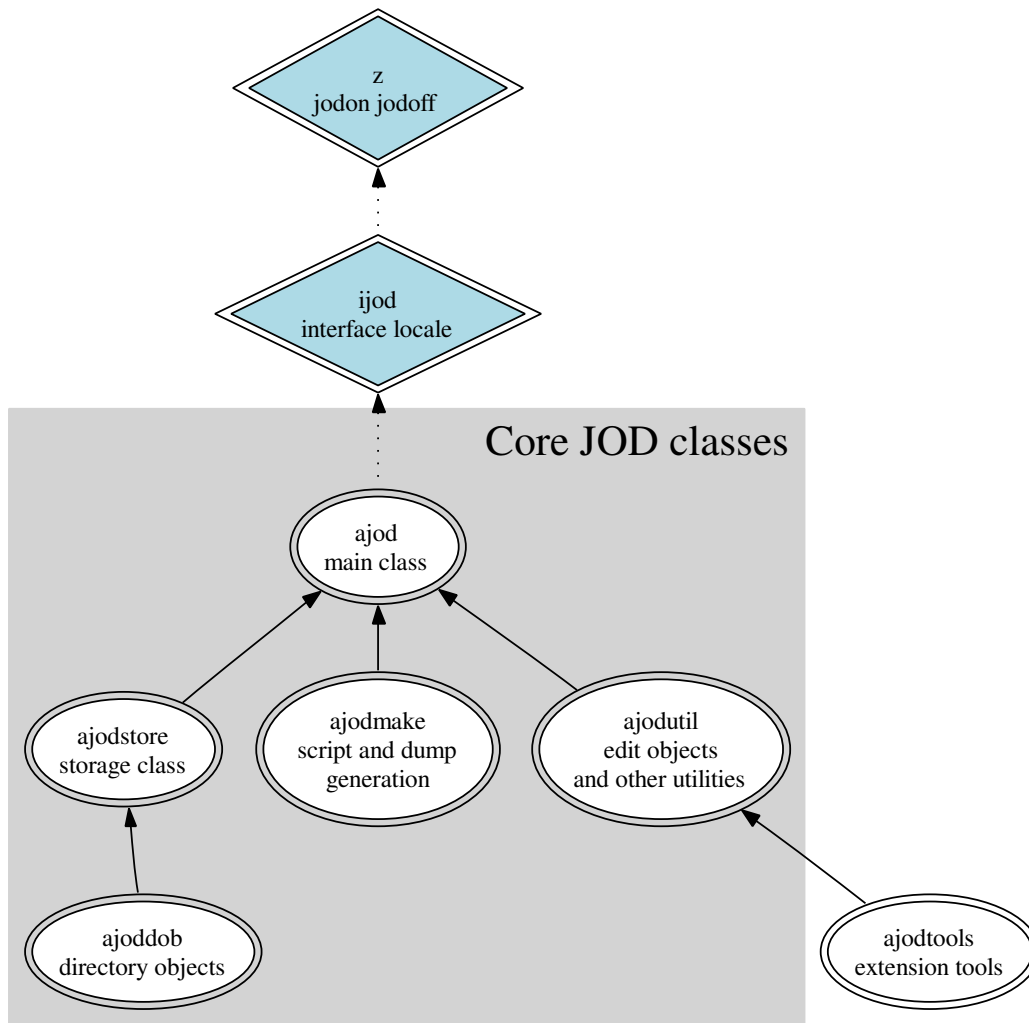 z
jodon jodoff
ijod
interface locale
Core JOD classes
ajod
main class
ajodstore
storage class
ajodmake
script and dump
generation
ajodutil
edit objects
and other utilities
ajoddob
directory objects
ajodtools
extension tools